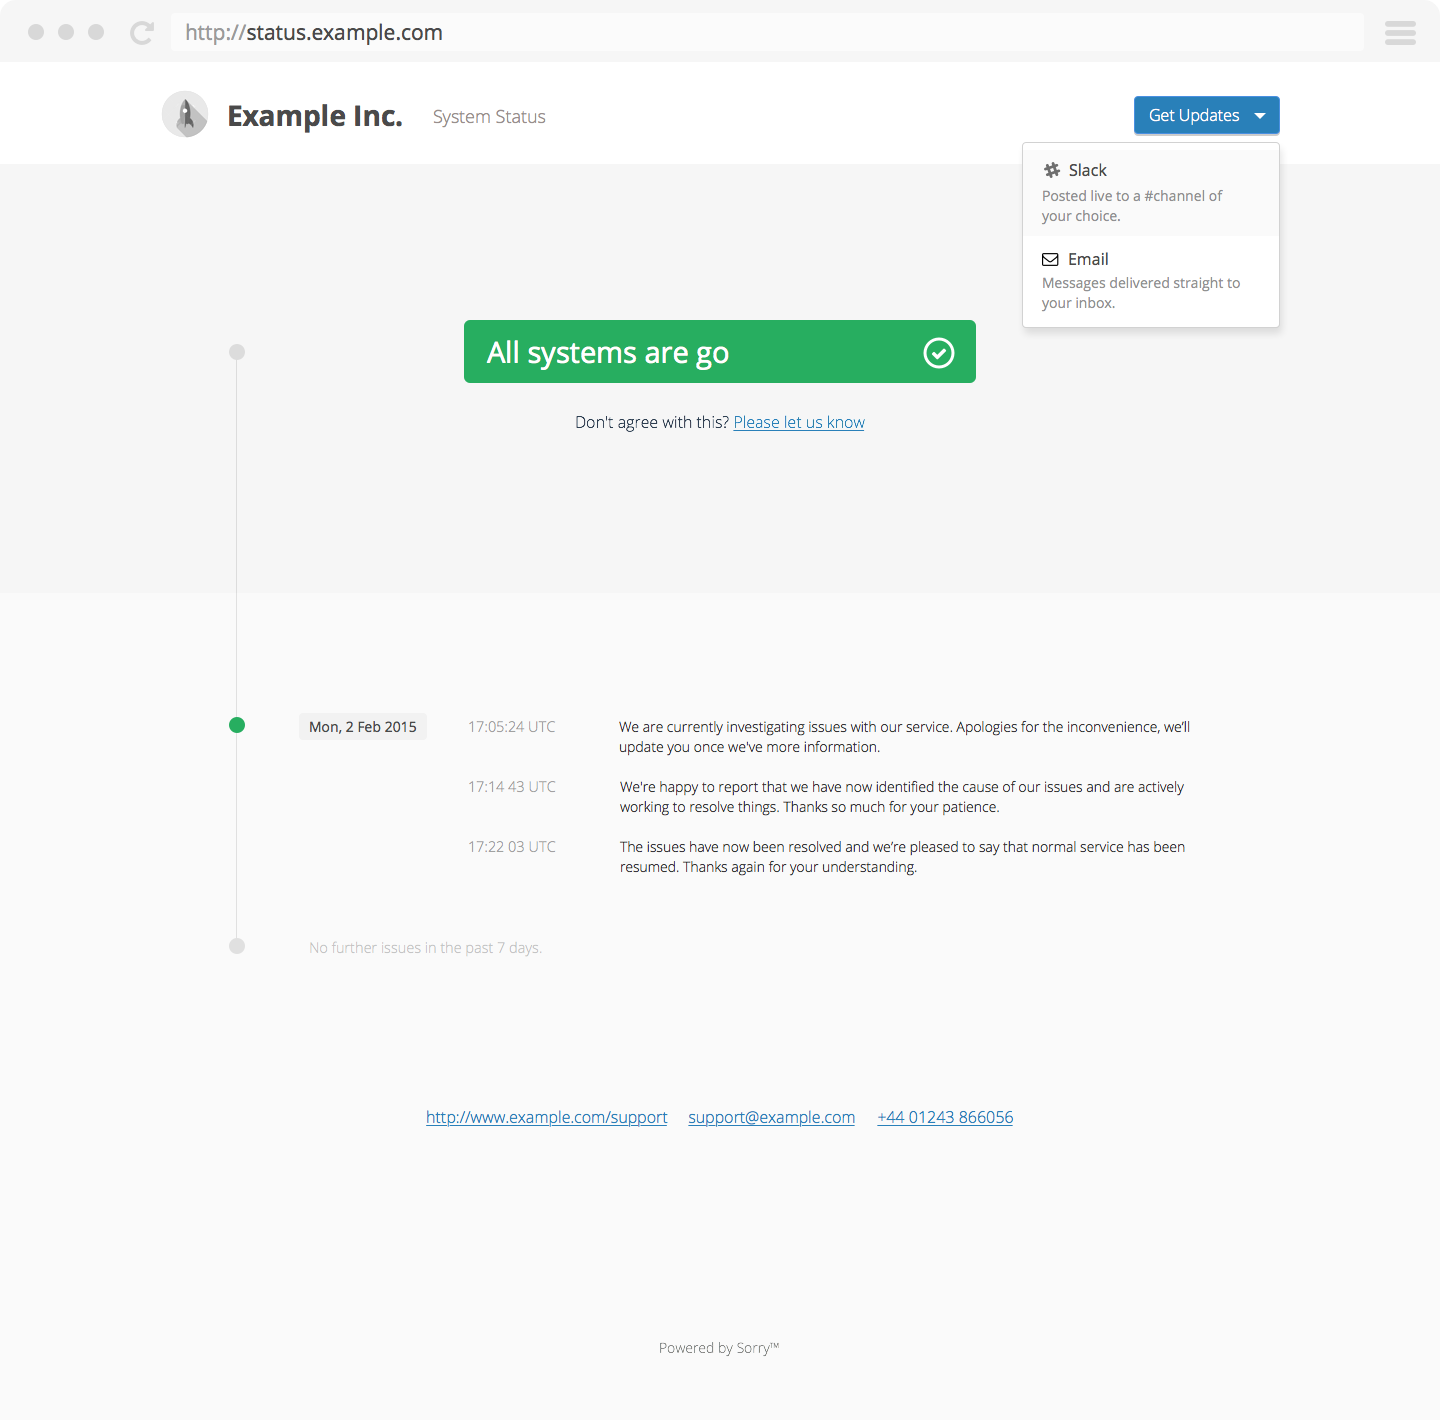 http://status.example.com
Example Inc.
System Status
Get Updates
Slack
Posted live to a #channel of
your choice.
Email
Messages delivered straight to
your inbox.
All systems are go
Don't agree with this? Please let us know
Mon, 2 Feb 2015
17:05:24 UTC
We are currently investigating issues with our service. Apologies for the inconvenience, we’ll
update you once we've more information.
17:14 43 UTC
We're happy to report that we have now identified the cause of our issues and are actively
working to resolve things. Thanks so much for your patience.
17:22 03 UTC
The issues have now been resolved and we’re pleased to say that normal service has been
resumed. Thanks again for your understanding.
No further issues in the past 7 days.
http://www.example.com/support
support@example.com
+44 01243 866056
Powered by Sorry™